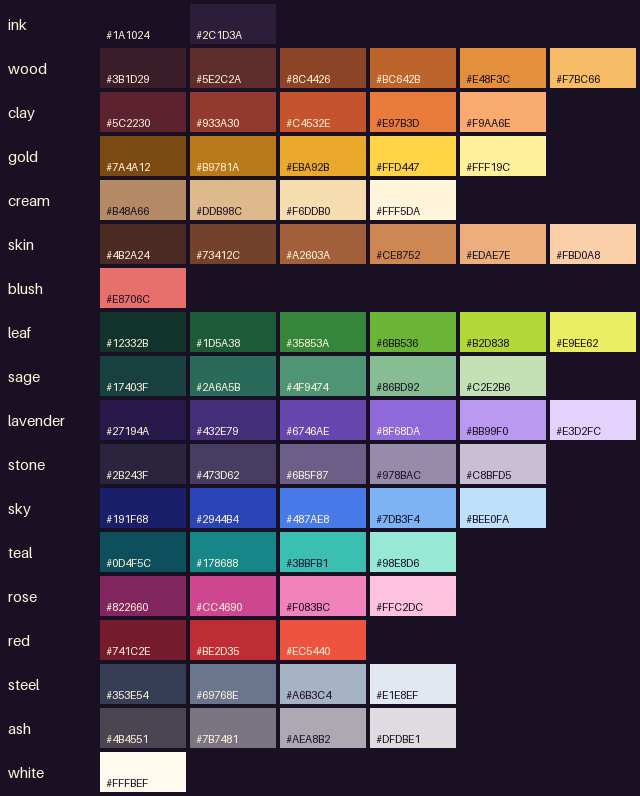 ink #1A1024 #2C1D3A
wood #3B1D29 #5E2C2A #8C4426 #BC642B #E48F3C #F7BC66
clay #5C2230 #933A30 #C4532E #E97B3D #F9AA6E
gold #7A4A12 #B9781A #EBA92B #FFD447 #FFF19C
cream #B48A66 #DDB98C #F6DDB0 #FFF5DA
skin #4B2A24 #73412C #A2603A #CE8752 #EDAE7E #FBD0A8
blush #E8706C
leaf #12332B #1D5A38 #35853A #6BB536 #B2D838 #E9EE62
sage #17403F #2A6A5B #4F9474 #86BD92 #C2E2B6
lavender #27194A #432E79 #6746AE #8F68DA #BB99F0 #E3D2FC
stone #2B243F #473D62 #6B5F87 #978BAC #C8BFD5
sky #191F68 #2944B4 #487AE8 #7DB3F4 #BEE0FA
teal #0D4F5C #178688 #3BBFB1 #98E8D6
rose #822660 #CC4690 #F083BC #FFC2DC
red #741C2E #BE2D35 #EC5440
steel #353E54 #69768E #A6B3C4 #E1E8EF
ash #4B4551 #7B7481 #AEA8B2 #DFDBE1
white #FFFBEF